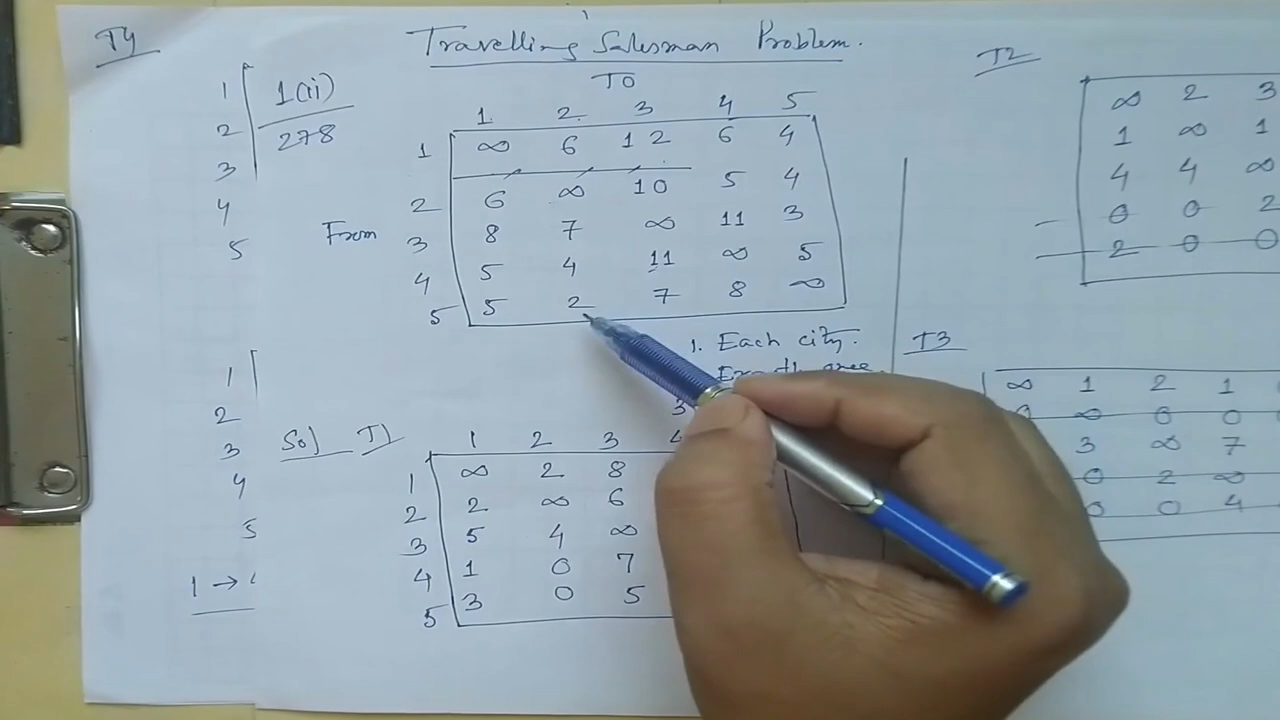 T4
Travelling Salesman Problem.
TO
1 2 3 4 5
1 ∞ 6 12 6 4
2 6 ∞ 10 5 4
From 3 8 7 ∞ 11 3
4 5 4 11 ∞ 5
5 5 2 7 8 ∞
1 1(ii)
2 278
3
4
5
1. Each city.
1
2
3
4
5
1 →
Sol T1
1 2 3
1 ∞ 2 8
2 2 ∞ 6
3 5 4 ∞
4 1 0 7
5 3 0 5
3
T2
∞ 2 3
1 ∞ 1
4 4 ∞
0 0 2
2 0 0
T3
∞ 1 2 1
0 ∞ 0 0
3 ∞ 7
0 2 ∞
0 0 4